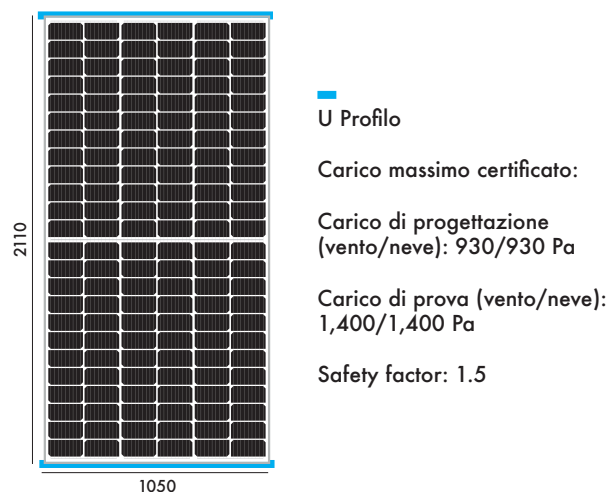 2110
1050
U Profilo
Carico massimo certificato:
Carico di progettazione
(vento/neve): 930/930 Pa
Carico di prova (vento/neve):
1,400/1,400 Pa
Safety factor: 1.5